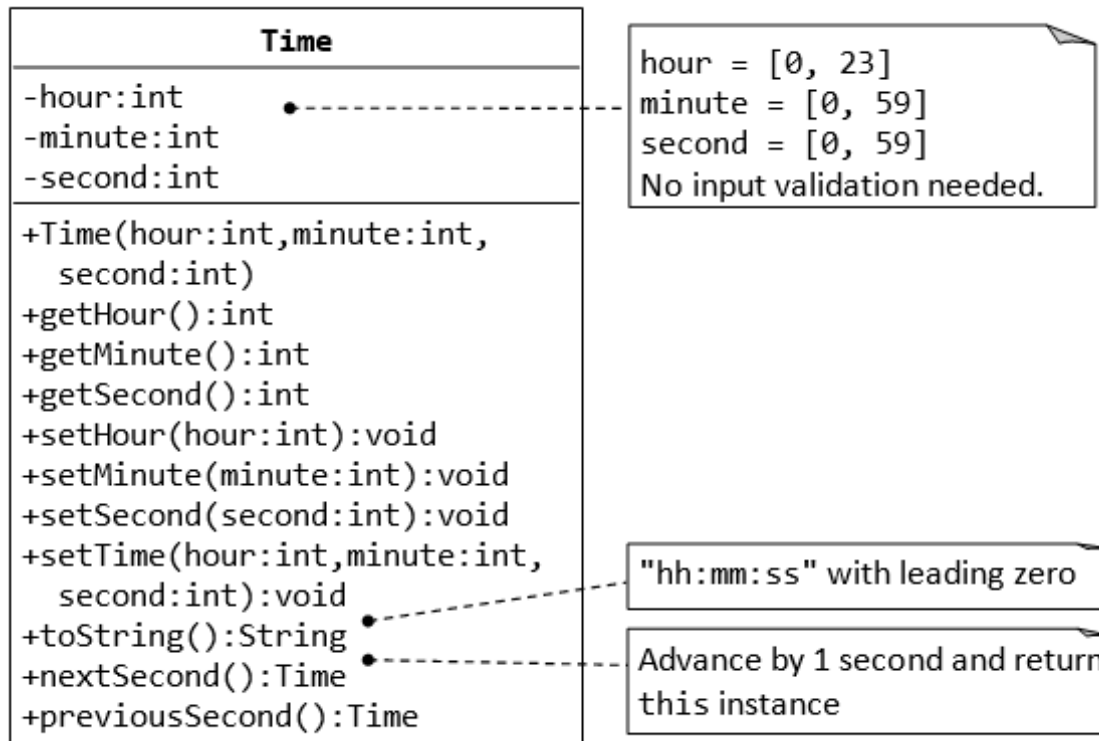 Time
-hour:int
-minute:int
-second:int
+Time(hour:int,minute:int,
second:int)
+getHour():int
+getMinute():int
+getSecond():int
+setHour(hour:int):void
+setMinute(minute:int):void
+setSecond(second:int):void
+setTime(hour:int,minute:int,
second:int):void
+toString():String
+nextSecond():Time
+previousSecond():Time
hour = [0, 23]
minute = [0, 59]
second = [0, 59]
No input validation needed.
"hh:mm:ss" with leading zero
Advance by 1 second and return
this instance